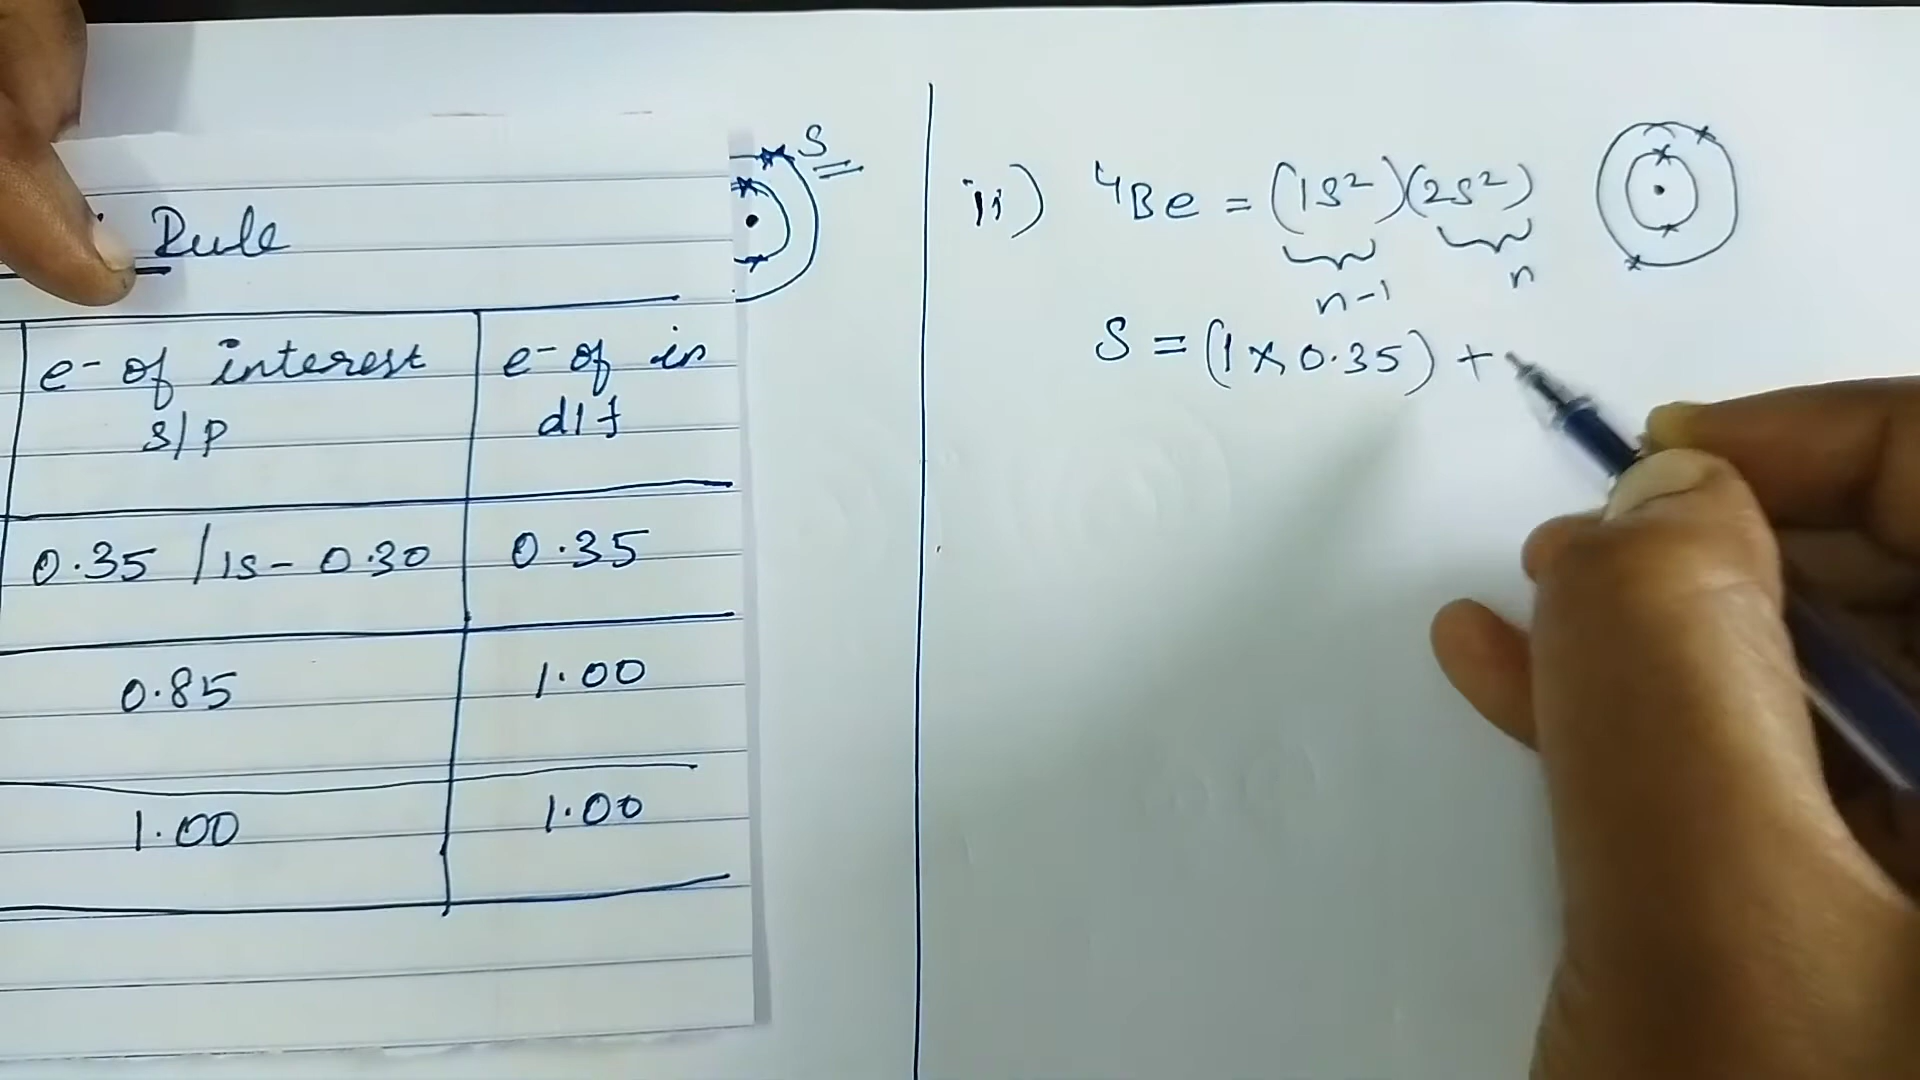 Rule
e- of interest
s/p
e- of in
d/f
0.35 / 1s - 0.30
0.35
0.85
1.00
1.00
1.00
S
ii) ⁴Be = (1s²)(2s²)
n-1
n
S = (1 × 0.35) +